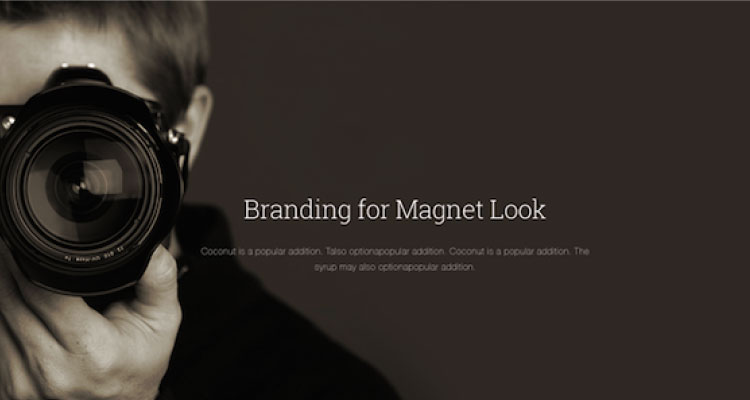 Branding for Magnet Look
Coconut is a popular addition. Talso optionapopular addition. Coconut is a popular addition. The
syrup may also optionapopular addition.